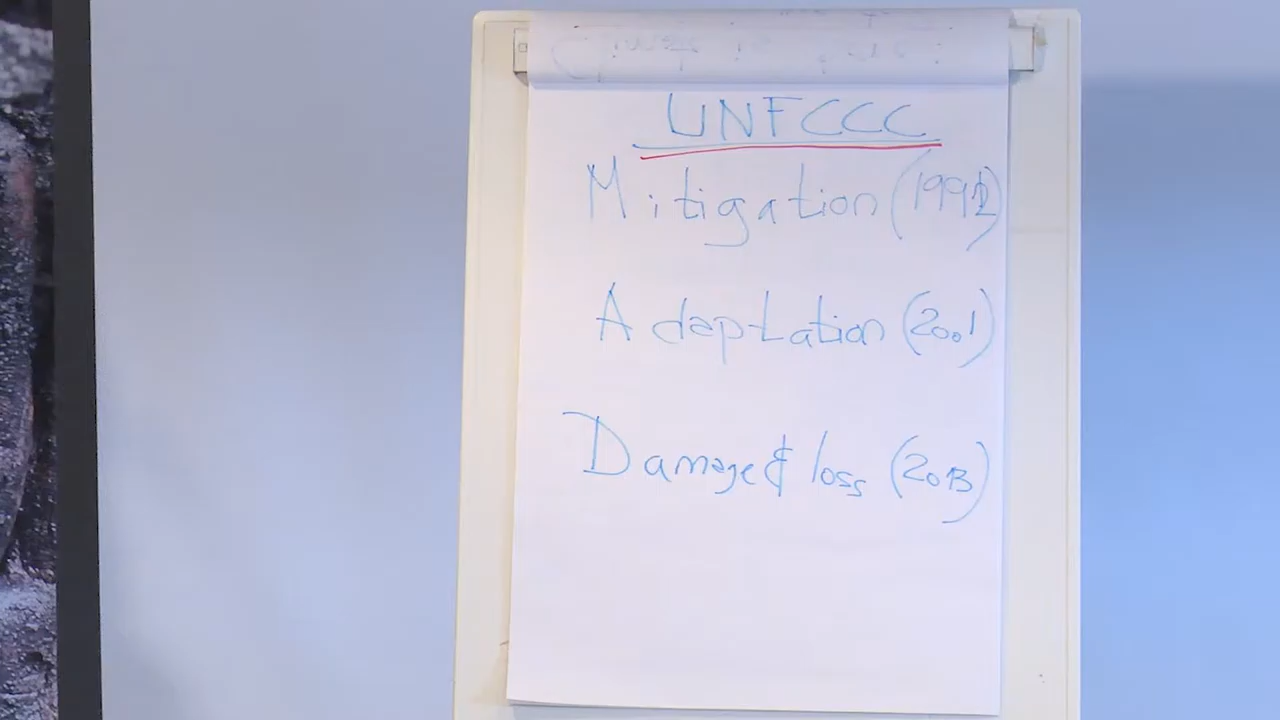 UNFCCC
Mitigation (1992)
Adaptation (2001)
Damage & loss (2013)